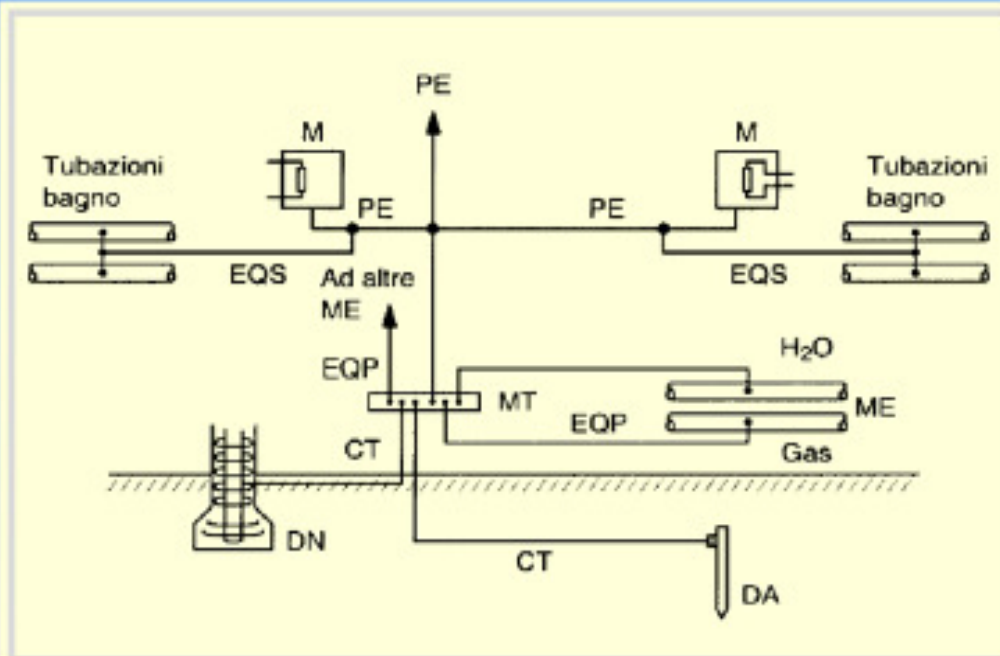 PE
M
M
Tubazioni
bagno
Tubazioni
bagno
PE
PE
EQS
Ad altre
ME
EQS
H₂O
EQP
MT
ME
EQP
CT
Gas
DN
CT
DA